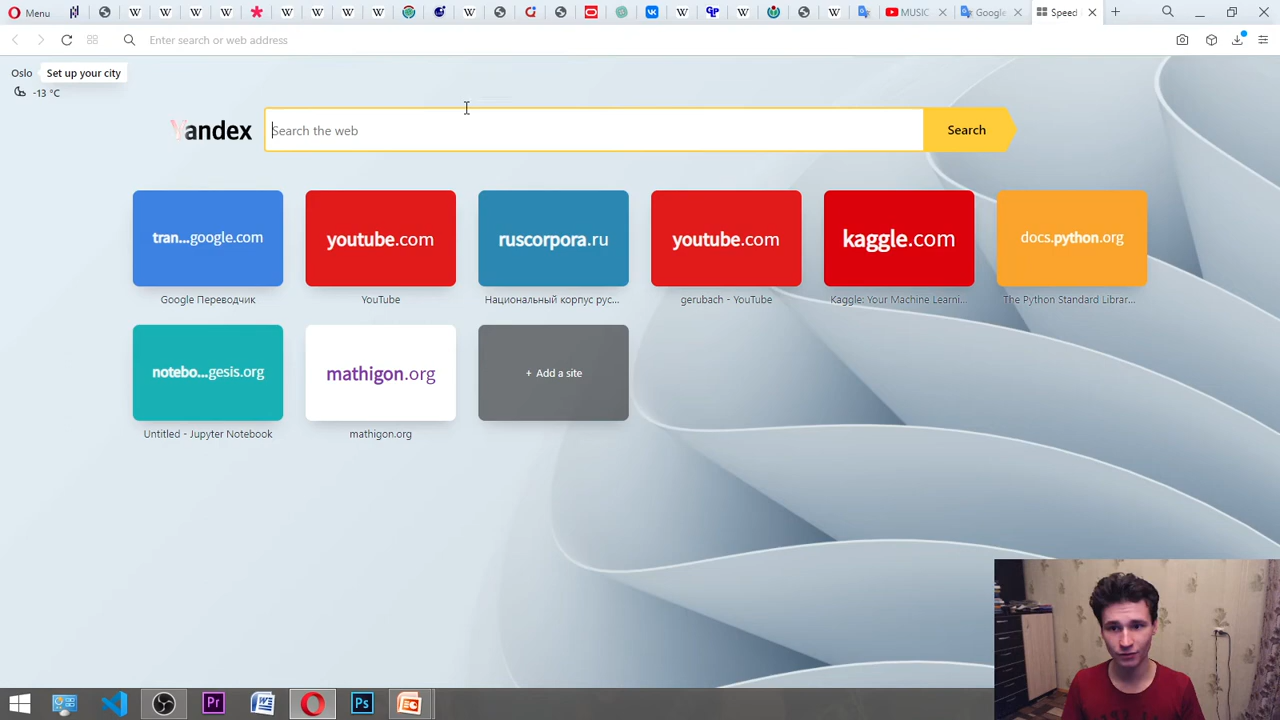 Menu
MUSIC
Google
Speed
Enter search or web address
Oslo
Set up your city
-13 °C
Yandex
Search the web
Search
tran...google.com
youtube.com
ruscorpora.ru
youtube.com
kaggle.com
docs.python.org
Google Переводчик
YouTube
Национальный корпус рус...
gerubach - YouTube
Kaggle: Your Machine Learni...
The Python Standard Librar...
notebo...gesis.org
mathigon.org
+ Add a site
Untitled - Jupyter Notebook
mathigon.org
Pr
Ps